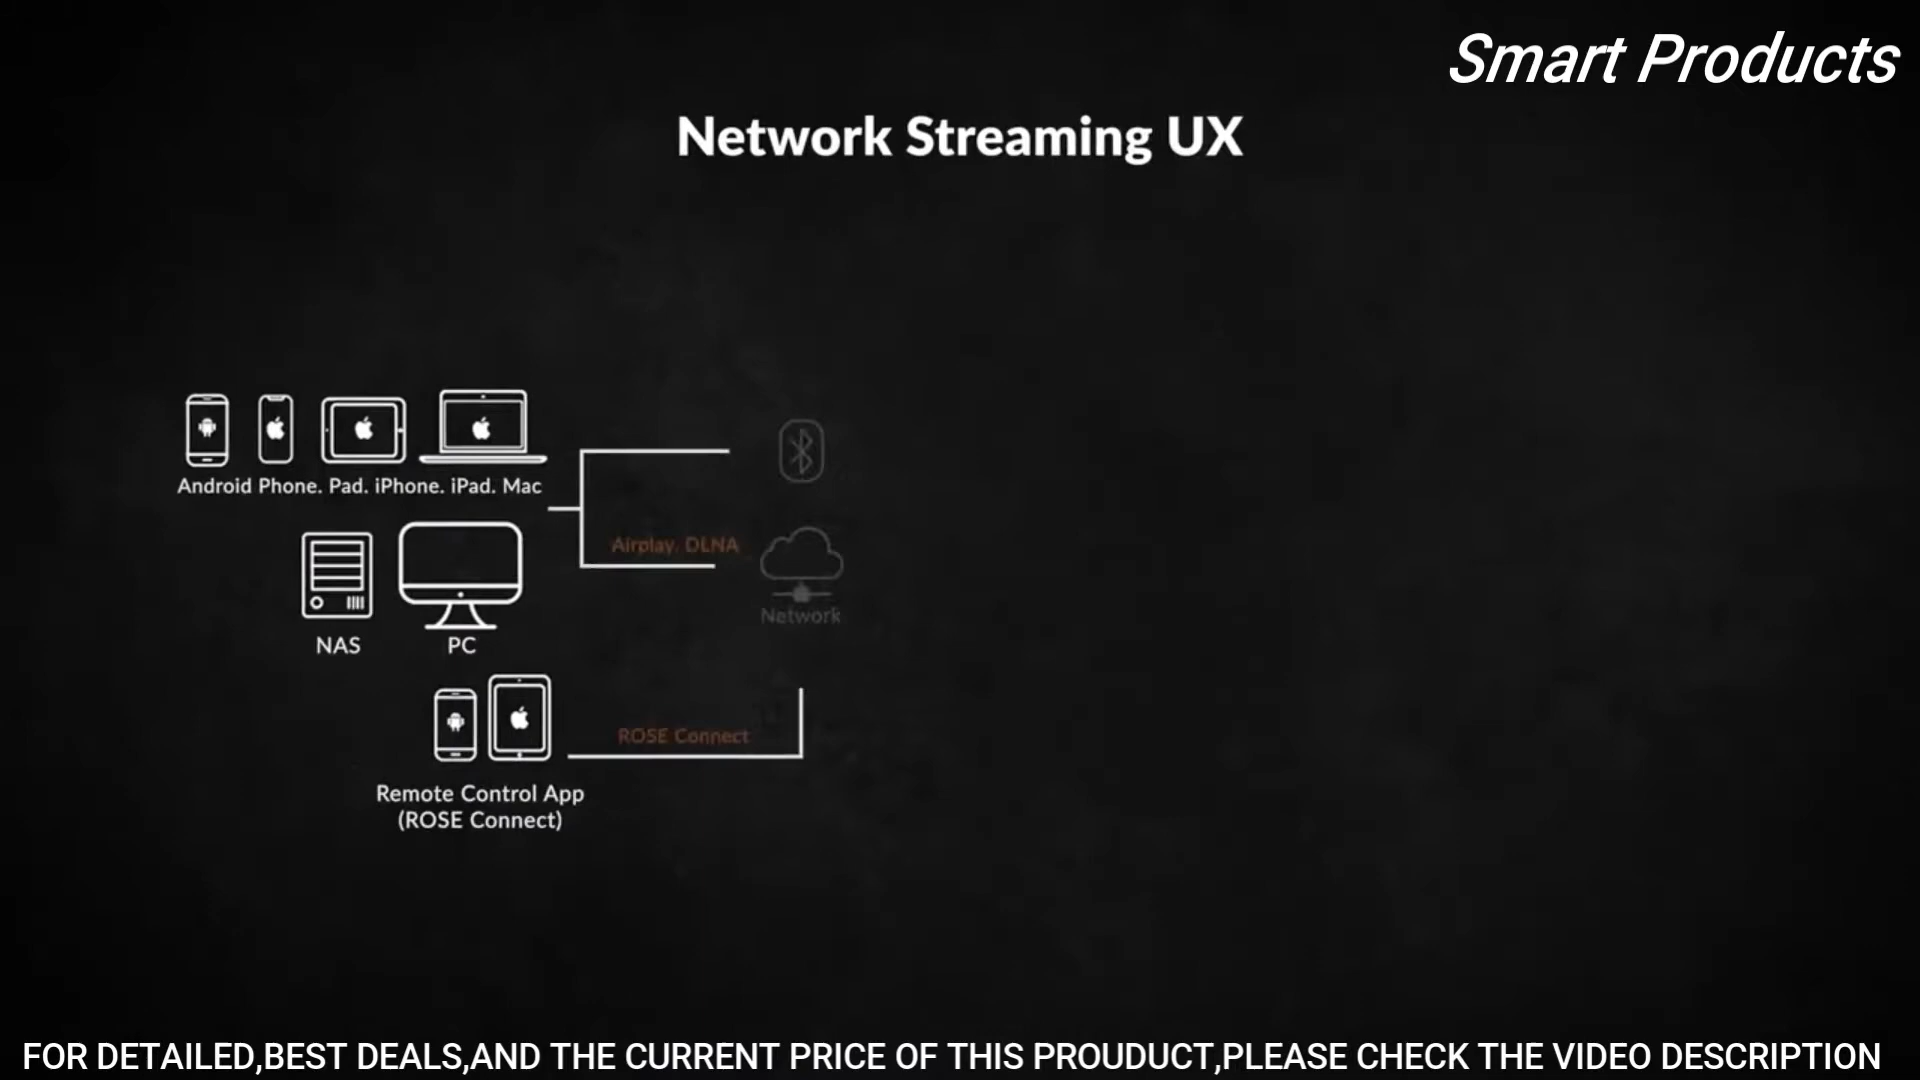 Smart Products
Network Streaming UX
Android Phone. Pad. iPhone. iPad. Mac
Airplay. DLNA
Network
NAS
PC
ROSE Connect
Remote Control App
(ROSE Connect)
FOR DETAILED,BEST DEALS,AND THE CURRENT PRICE OF THIS PROUDUCT,PLEASE CHECK THE VIDEO DESCRIPTION